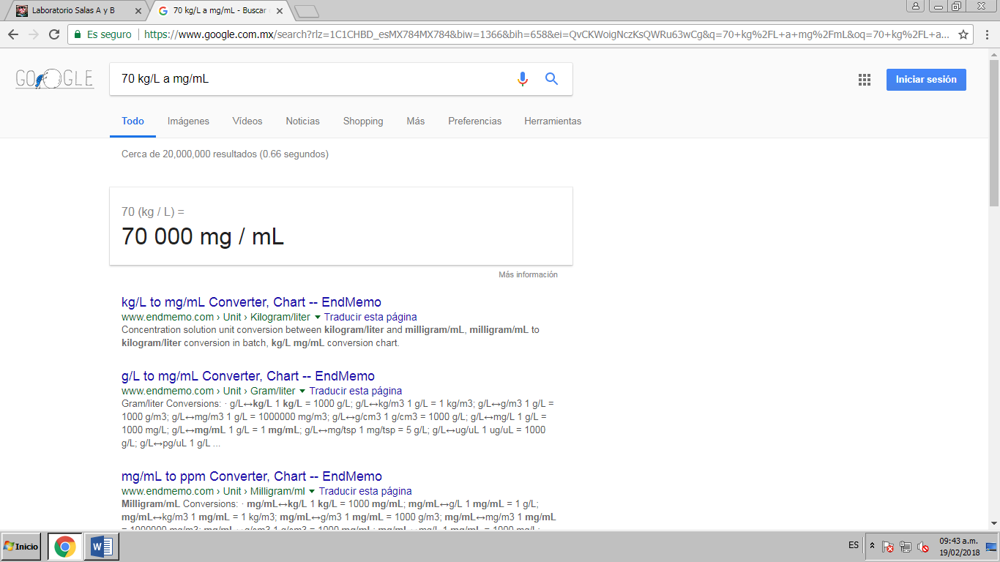 Laboratorio Salas A y B
70 kg/L a mg/mL - Buscar
Es seguro
https://www.google.com.mx/search?rlz=1C1CHBD_esMX784MX784&biw=1366&bih=658&ei=QvCKWoigNczKsQWRu63wCg&q=70+kg%2FL+a+mg%2FmL&oq=70+kg%2FL+a...
GOOGLE
70 kg/L a mg/mL
Iniciar sesión
Todo Imágenes Vídeos Noticias Shopping Más Preferencias Herramientas
Cerca de 20,000,000 resultados (0.66 segundos)
70 (kg / L) =
70 000 mg / mL
Más información
kg/L to mg/mL Converter, Chart -- EndMemo
www.endmemo.com › Unit › Kilogram/liter ▼ Traducir esta página
Concentration solution unit conversion between kilogram/liter and milligram/mL, milligram/mL to
kilogram/liter conversion in batch, kg/L mg/mL conversion chart.
g/L to mg/mL Converter, Chart -- EndMemo
www.endmemo.com › Unit › Gram/liter ▼ Traducir esta página
Gram/liter Conversions: · g/L↔kg/L 1 kg/L = 1000 g/L; g/L↔kg/m3 1 g/L = 1 kg/m3; g/L↔g/m3 1 g/L =
1000 g/m3; g/L↔mg/m3 1 g/L = 1000000 mg/m3; g/L↔g/cm3 1 g/cm3 = 1000 g/L; g/L↔mg/L 1 g/L =
1000 mg/L; g/L↔mg/mL 1 g/L = 1 mg/mL; g/L↔mg/tsp 1 mg/tsp = 5 g/L; g/L↔ug/uL 1 ug/uL = 1000
g/L; g/L↔pg/uL 1 g/L ...
mg/mL to ppm Converter, Chart -- EndMemo
www.endmemo.com › Unit › Milligram/ml ▼ Traducir esta página
Milligram/mL Conversions: · mg/mL↔kg/L 1 kg/L = 1000 mg/mL; mg/mL↔g/L 1 mg/mL = 1 g/L;
mg/mL↔kg/m3 1 mg/mL = 1 kg/m3; mg/mL↔g/m3 1 mg/mL = 1000 g/m3; mg/mL↔mg/m3 1 mg/mL
= 1000000 mg/m3; mg/mL↔g/cm3 1 g/cm3 = 1000 mg/mL; mg/mL↔mg/L 1 mg/mL = 1000 mg/L;
Inicio
ES
09:43 a.m.
19/02/2018